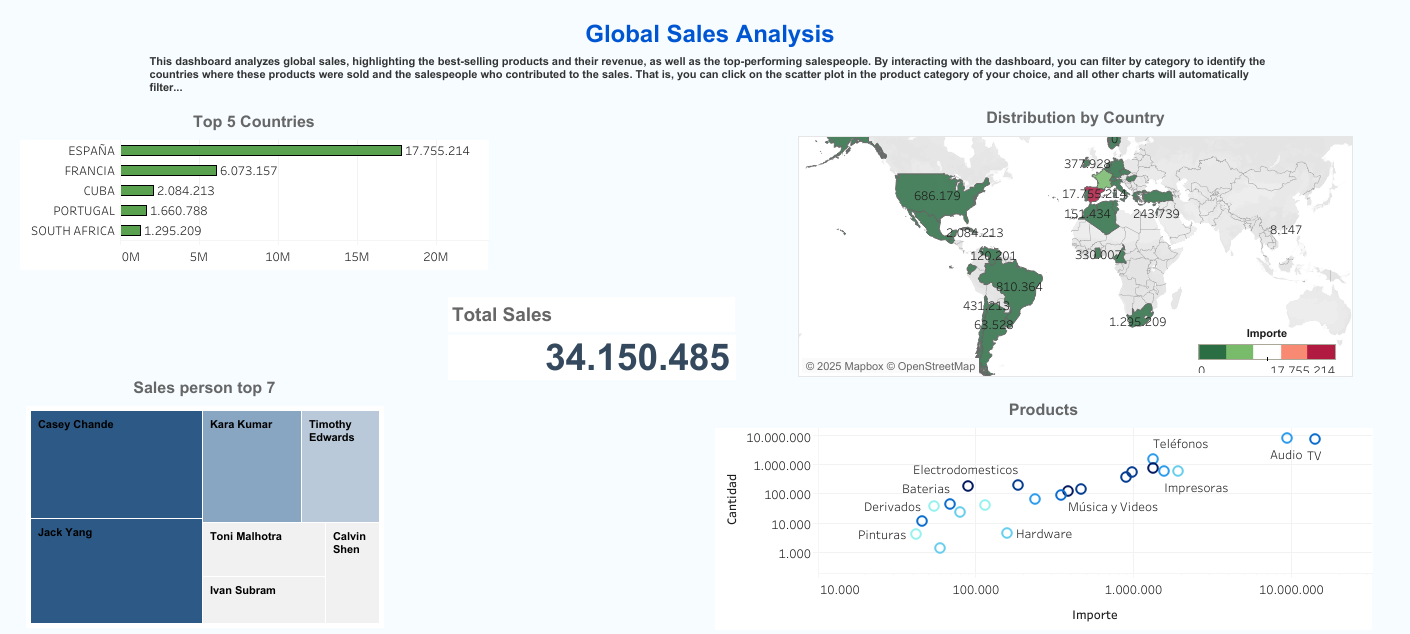 Global Sales Analysis
This dashboard analyzes global sales, highlighting the best-selling products and their revenue, as well as the top-performing salespeople. By interacting with the dashboard, you can filter by category to identify the
countries where these products were sold and the salespeople who contributed to the sales. That is, you can click on the scatter plot in the product category of your choice, and all other charts will automatically
filter...
Top 5 Countries
ESPAÑA 17.755.214
FRANCIA 6.073.157
CUBA 2.084.213
PORTUGAL 1.660.788
SOUTH AFRICA 1.295.209
0M 5M 10M 15M 20M
Distribution by Country
0
377.928
686.179
17.755.214
151.434
243.739
2.084.213
8.147
120.201
330.007
810.364
431.213
63.528
1.295.209
Importe
0 17.755.214
© 2025 Mapbox © OpenStreetMap
Total Sales
34.150.485
Sales person top 7
Casey Chande
Kara Kumar
Timothy
Edwards
Jack Yang
Toni Malhotra
Calvin
Shen
Ivan Subram
Products
Cantidad
10.000.000
1.000.000
100.000
10.000
1.000
Teléfonos
Audio TV
Electrodomesticos
Baterias
Impresoras
Derivados
Música y Videos
Pinturas
Hardware
10.000 100.000 1.000.000 10.000.000
Importe